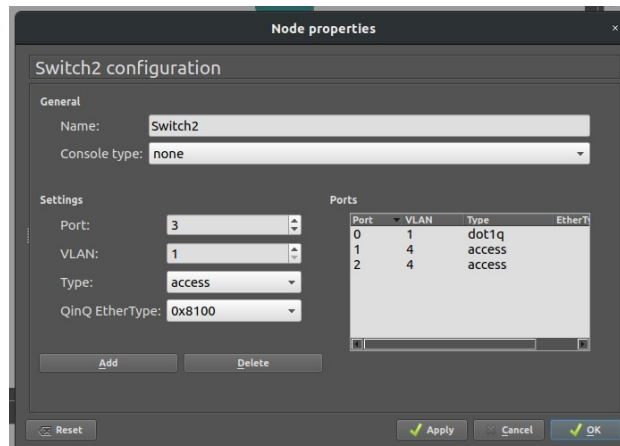 Node properties
Switch2 configuration
General
Name: Switch2
Console type: none
Settings
Port: 3
VLAN: 1
Type: access
QinQ EtherType: 0x8100
Add Delete
Ports
Port VLAN Type EtherTy
0 1 dot1q
1 4 access
2 4 access
Reset Apply Cancel OK